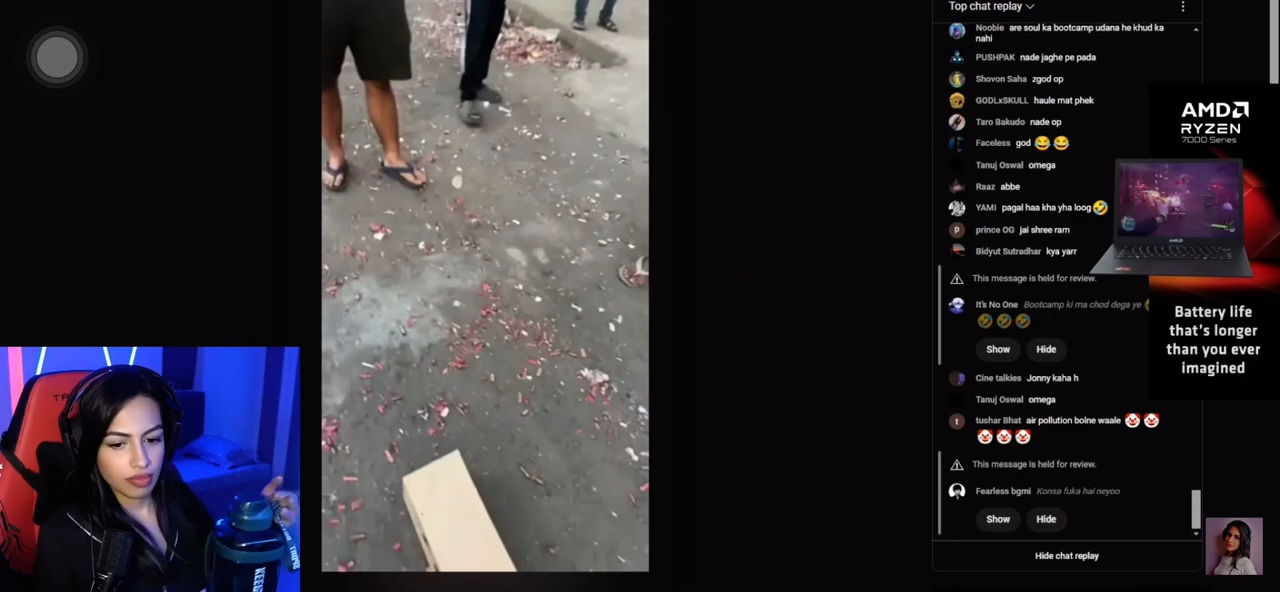 Top chat replay
Noobie are soul ka bootcamp udana he khud ka
nahi
PUSHPAK nade jaghe pe pada
Shovon Saha zgod op
GODLxSKULL haule mat phek
Taro Bakudo nade op
Faceless god 😂 😂
Tanuj Oswal omega
Raaz abbe
YAMI pagal haa kha yha loog 🤣
P prince OG jai shree ram
Bidyut Sutradhar kya yarr
This message is held for review.
It's No One Bootcamp ki ma chod dega ye
🤣 🤣 🤣
Show Hide
Cine talkies Jonny kaha h
Tanuj Oswal omega
t tushar Bhat air pollution bolne waale 🤡 🤡
🤡 🤡 🤡
This message is held for review.
Fearless bgmi Konsa fuka hai neyoo
Show Hide
Hide chat replay
AMD
RYZEN
7000 Series
AMD
Battery life
that's longer
than you ever
imagined